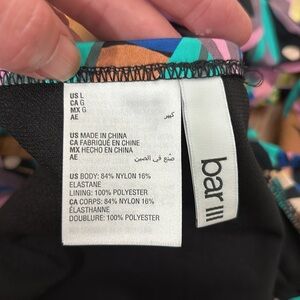 US L
CA G
MX G
AE كبير
US MADE IN CHINA
CA FABRIQUÉ EN CHINE
MX HECHO EN CHINA
AE صنع في الصين
US BODY: 84% NYLON 16%
ELASTANE
LINING: 100% POLYESTER
CA CORPS: 84% NYLON 16%
ÉLASTHANNE
DOUBLURE: 100% POLYESTER
bar III